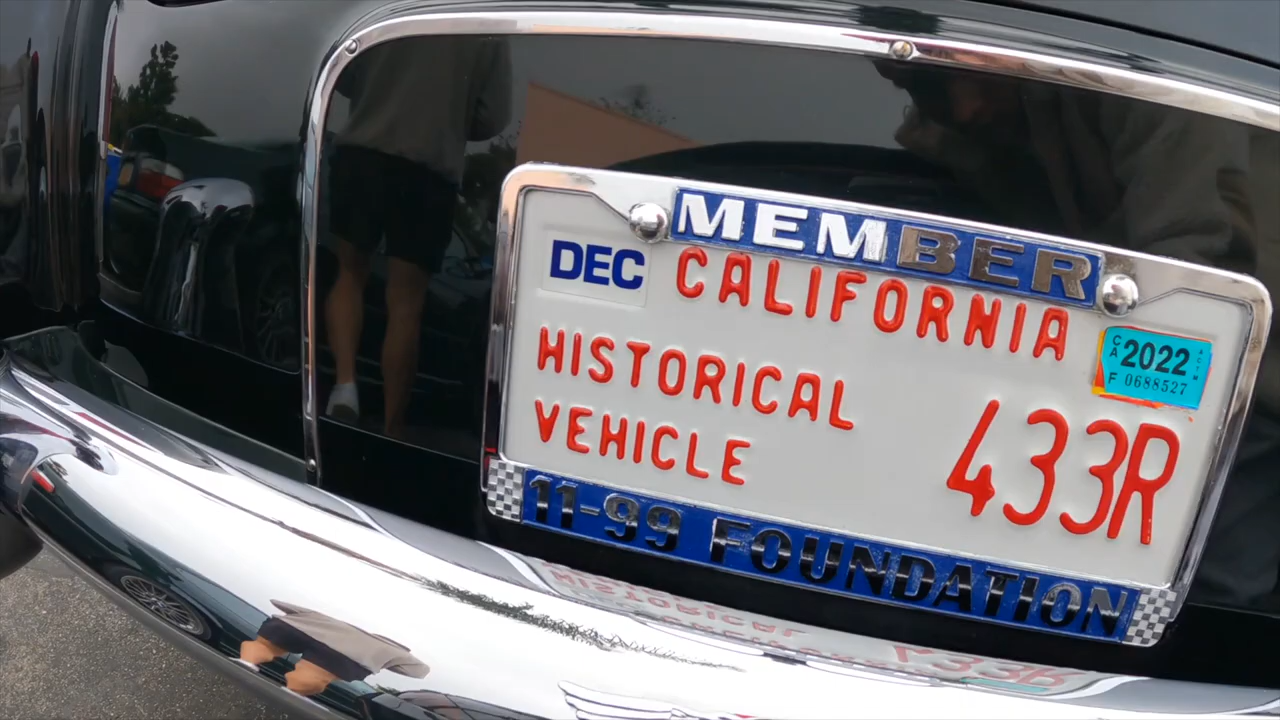 MEMBER
DEC
CALIFORNIA
CA 2022
F 0688527
HISTORICAL
VEHICLE
433R
11-99 FOUNDATION